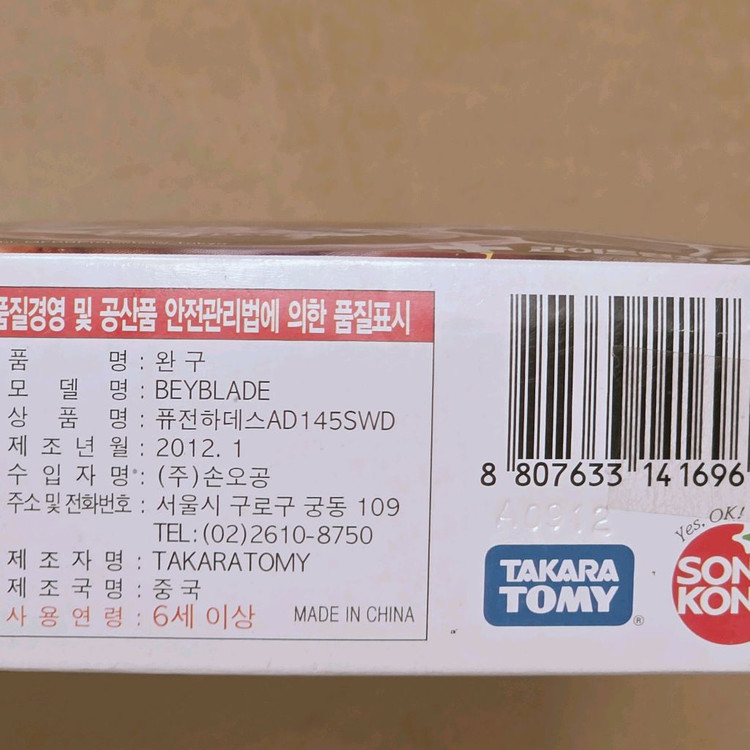 품질경영 및 공산품 안전관리법에 의한 품질표시
품 명 : 완 구
모 델 명 : BEYBLADE
상 품 명 : 퓨전하데스AD145SWD
제 조 년 월 : 2012. 1
수 입 자 명 : (주)손오공
주소 및 전화번호 : 서울시 구로구 궁동 109
TEL:(02)2610-8750
제 조 자 명 : TAKARATOMY
제 조 국 명 : 중 국
사 용 연 령 : 6세 이상 MADE IN CHINA
8 807633 141696
A0912
TAKARA
TOMY ®
Yes, OK!
SON
KON